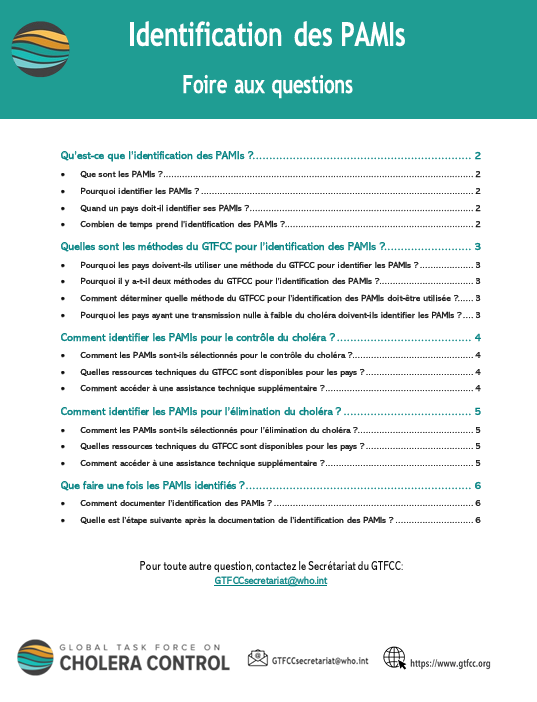 Identification des PAMIs
Foire aux questions
Qu'est-ce que l'identification des PAMIs ?................................................................. 2
• Que sont les PAMIs ?.................................................................................................................. 2
• Pourquoi identifier les PAMIs ? .................................................................................................... 2
• Quand un pays doit-il identifier ses PAMIs ?.................................................................................. 2
• Combien de temps prend l'identification des PAMIs ?..................................................................... 2
Quelles sont les méthodes du GTFCC pour l'identification des PAMIs ?.......................... 3
• Pourquoi les pays doivent-ils utiliser une méthode du GTFCC pour identifier les PAMIs ? .................... 3
• Pourquoi il y a-t-il deux méthodes du GTFCC pour l'identification des PAMIs ?................................... 3
• Comment déterminer quelle méthode du GTFCC pour l'identification des PAMIs doit-être utilisée ?...... 3
• Pourquoi les pays ayant une transmission nulle à faible du choléra doivent-ils identifier les PAMIs ? .... 3
Comment identifier les PAMIs pour le contrôle du choléra ? ........................................ 4
• Comment les PAMIs sont-ils sélectionnés pour le contrôle du choléra ?............................................. 4
• Quelles ressources techniques du GTFCC sont disponibles pour les pays ? ........................................ 4
• Comment accéder à une assistance technique supplémentaire ?....................................................... 4
Comment identifier les PAMIs pour l'élimination du choléra ? ...................................... 5
• Comment les PAMIs sont-ils sélectionnés pour l'élimination du choléra ?........................................... 5
• Quelles ressources techniques du GTFCC sont disponibles pour les pays ? ........................................ 5
• Comment accéder à une assistance technique supplémentaire ?....................................................... 5
Que faire une fois les PAMIs identifiés ?................................................................... 6
• Comment documenter l'identification des PAMIs ? ......................................................................... 6
• Quelle est l'étape suivante après la documentation de l'identification des PAMIs ? ............................. 6
Pour toute autre question, contactez le Secrétariat du GTFCC:
GTFCCsecretariat@who.int
GLOBAL TASK FORCE ON
CHOLERA CONTROL
GTFCCsecretariat@who.int
https://www.gtfcc.org